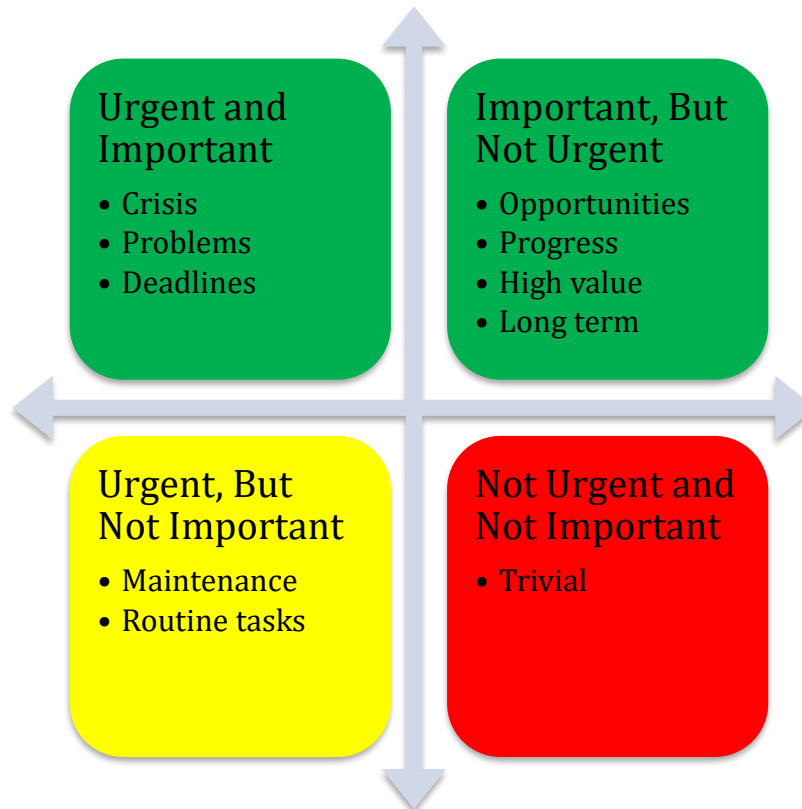 Urgent and
Important
• Crisis
• Problems
• Deadlines
Important, But
Not Urgent
• Opportunities
• Progress
• High value
• Long term
Urgent, But
Not Important
• Maintenance
• Routine tasks
Not Urgent and
Not Important
• Trivial